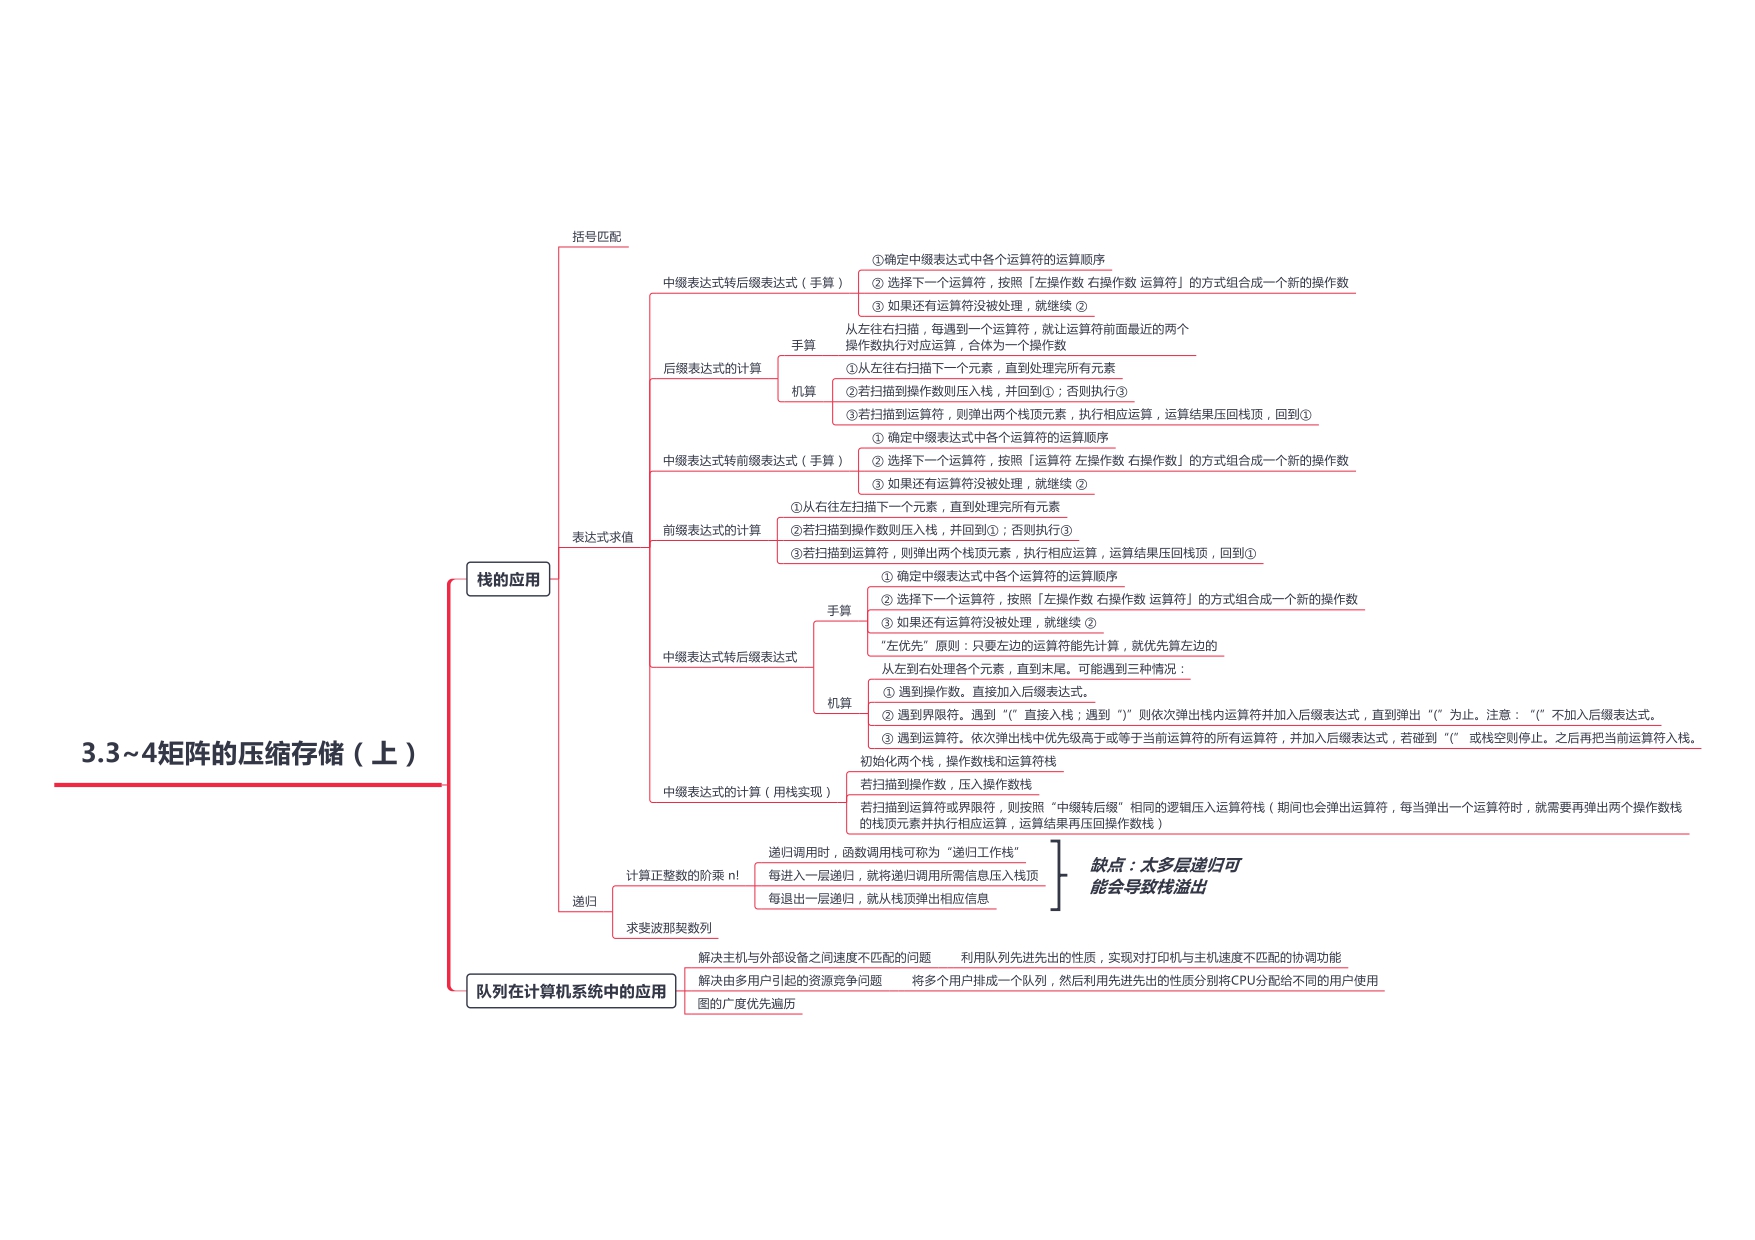 3.3~4矩阵的压缩存储（上）
栈的应用
括号匹配
表达式求值
中缀表达式转后缀表达式（手算）
①确定中缀表达式中各个运算符的运算顺序
② 选择下一个运算符，按照「左操作数 右操作数 运算符」的方式组合成一个新的操作数
③ 如果还有运算符没被处理，就继续 ②
后缀表达式的计算
手算
从左往右扫描，每遇到一个运算符，就让运算符前面最近的两个
操作数执行对应运算，合体为一个操作数
机算
①从左往右扫描下一个元素，直到处理完所有元素
②若扫描到操作数则压入栈，并回到①；否则执行③
③若扫描到运算符，则弹出两个栈顶元素，执行相应运算，运算结果压回栈顶，回到①
中缀表达式转前缀表达式（手算）
① 确定中缀表达式中各个运算符的运算顺序
② 选择下一个运算符，按照「运算符 左操作数 右操作数」的方式组合成一个新的操作数
③ 如果还有运算符没被处理，就继续 ②
前缀表达式的计算
①从右往左扫描下一个元素，直到处理完所有元素
②若扫描到操作数则压入栈，并回到①；否则执行③
③若扫描到运算符，则弹出两个栈顶元素，执行相应运算，运算结果压回栈顶，回到①
中缀表达式转后缀表达式
手算
① 确定中缀表达式中各个运算符的运算顺序
② 选择下一个运算符，按照「左操作数 右操作数 运算符」的方式组合成一个新的操作数
③ 如果还有运算符没被处理，就继续 ②
“左优先”原则：只要左边的运算符能先计算，就优先算左边的
机算
从左到右处理各个元素，直到末尾。可能遇到三种情况：
① 遇到操作数。直接加入后缀表达式。
② 遇到界限符。遇到“(”直接入栈；遇到“)”则依次弹出栈内运算符并加入后缀表达式，直到弹出“(”为止。注意：“(”不加入后缀表达式。
③ 遇到运算符。依次弹出栈中优先级高于或等于当前运算符的所有运算符，并加入后缀表达式，若碰到“(” 或栈空则停止。之后再把当前运算符入栈。
中缀表达式的计算（用栈实现）
初始化两个栈，操作数栈和运算符栈
若扫描到操作数，压入操作数栈
若扫描到运算符或界限符，则按照“中缀转后缀”相同的逻辑压入运算符栈（期间也会弹出运算符，每当弹出一个运算符时，就需要再弹出两个操作数栈
的栈顶元素并执行相应运算，运算结果再压回操作数栈）
递归
计算正整数的阶乘 n!
递归调用时，函数调用栈可称为“递归工作栈”
每进入一层递归，就将递归调用所需信息压入栈顶
每退出一层递归，就从栈顶弹出相应信息
缺点：太多层递归可
能会导致栈溢出
求斐波那契数列
队列在计算机系统中的应用
解决主机与外部设备之间速度不匹配的问题
利用队列先进先出的性质，实现对打印机与主机速度不匹配的协调功能
解决由多用户引起的资源竞争问题
将多个用户排成一个队列，然后利用先进先出的性质分别将CPU分配给不同的用户使用
图的广度优先遍历